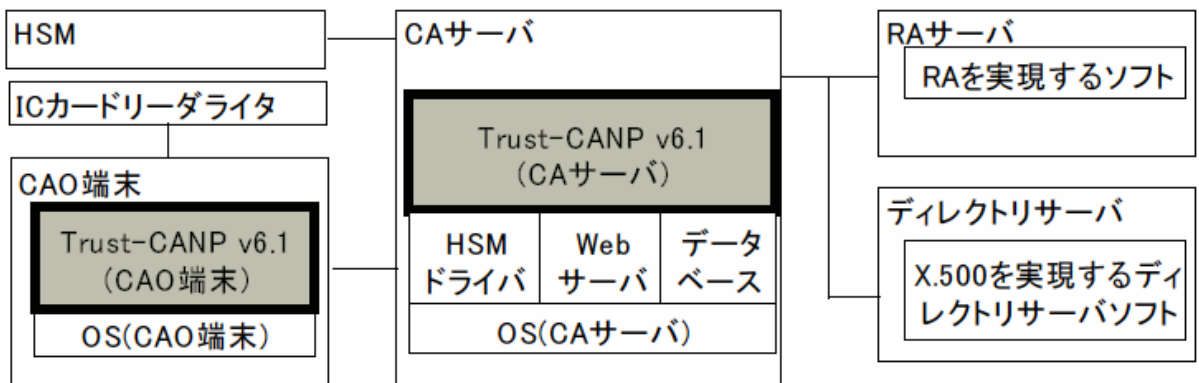 HSM
ICカードリーダライタ
CAO端末
Trust-CANP v6.1
(CAO端末)
OS(CAO端末)
CAサーバ
Trust-CANP v6.1
(CAサーバ)
HSM
ドライバ
Web
サーバ
データ
ベース
OS(CAサーバ)
RAサーバ
RAを実現するソフト
ディレクトリサーバ
X.500を実現するディ
レクトリサーバソフト